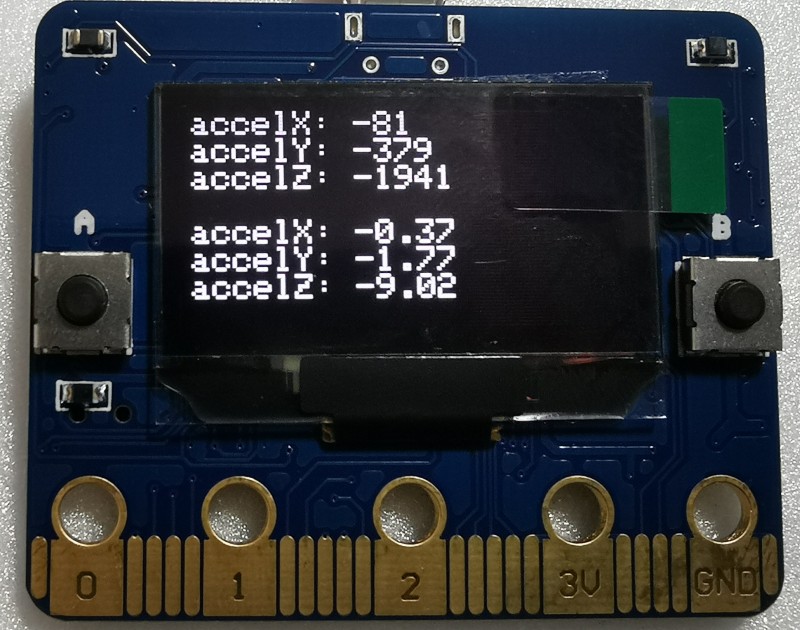 accelX: -81
accelY: -379
accelZ: -1941
accelX: -0.37
accelY: -1.77
accelZ: -9.02
A
B
0 1 2 3V GND